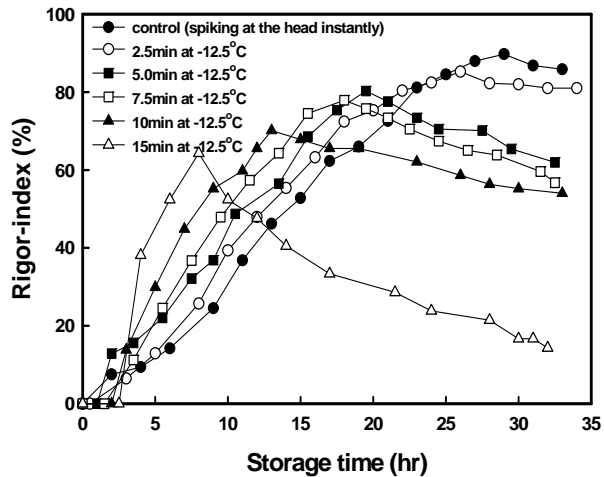 100
80
60
40
20
0
Rigor-index (%)
control (spiking at the head instantly)
2.5min at -12.5°C
5.0min at -12.5°C
7.5min at -12.5°C
10min at -12.5°C
15min at -12.5°C
0 5 10 15 20 25 30 35
Storage time (hr)